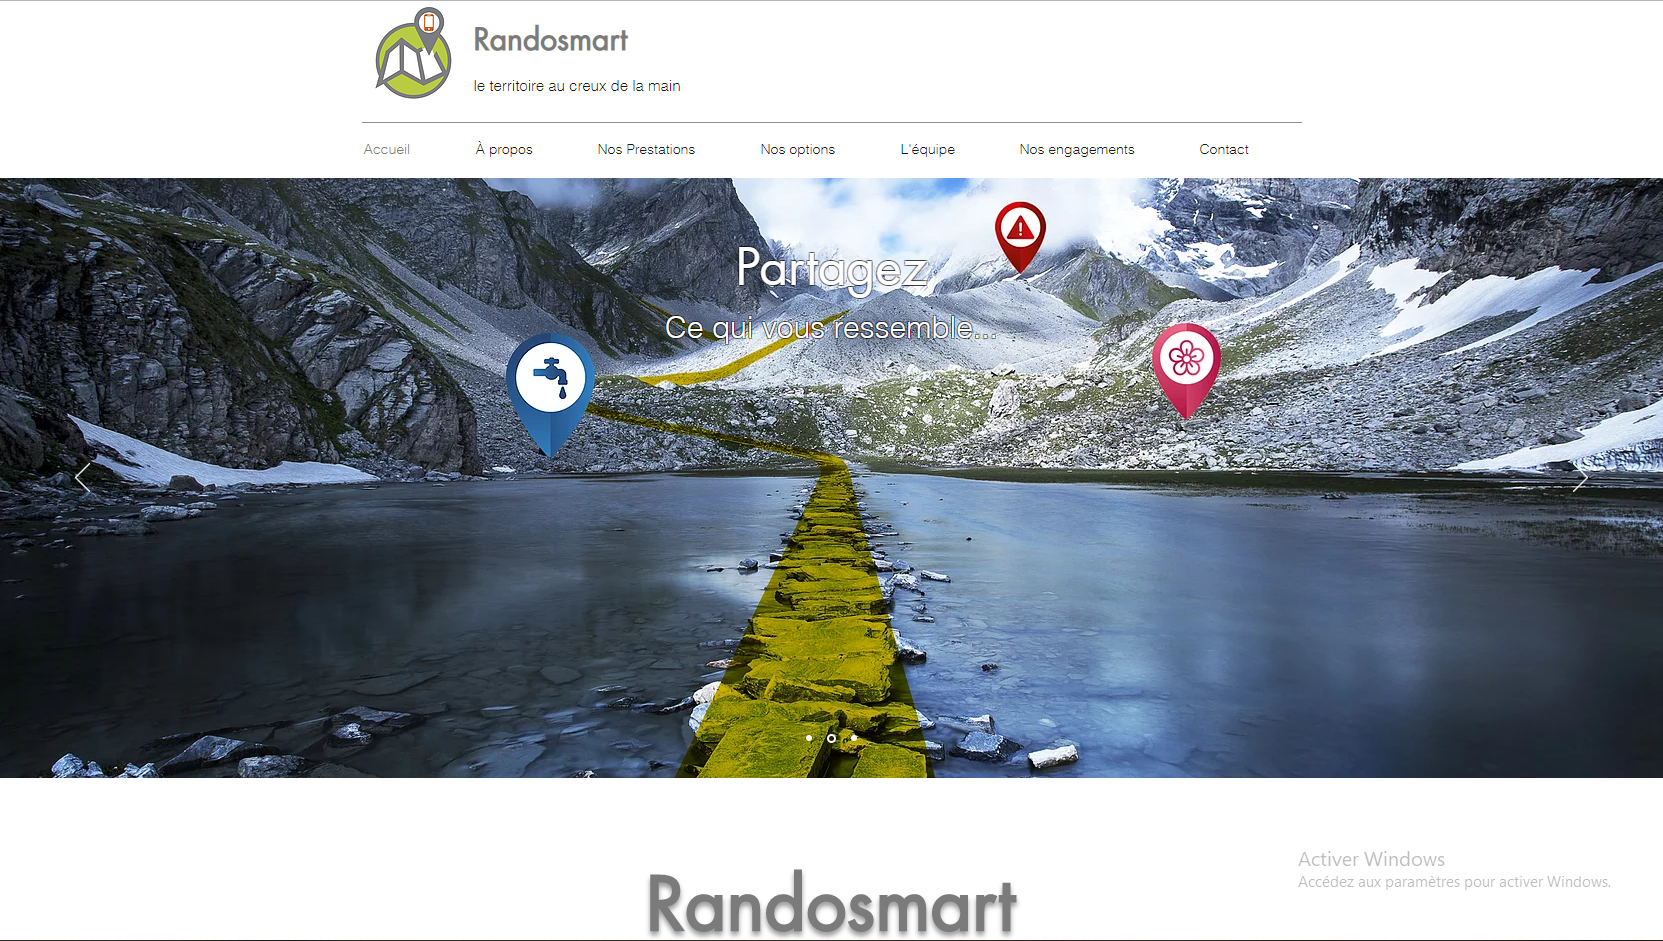 Randosmart
le territoire au creux de la main
Accueil À propos Nos Prestations Nos options L'équipe Nos engagements Contact
Partagez
Ce qui vous ressemble...
Randosmart
Activer Windows
Accédez aux paramètres pour activer Windows.